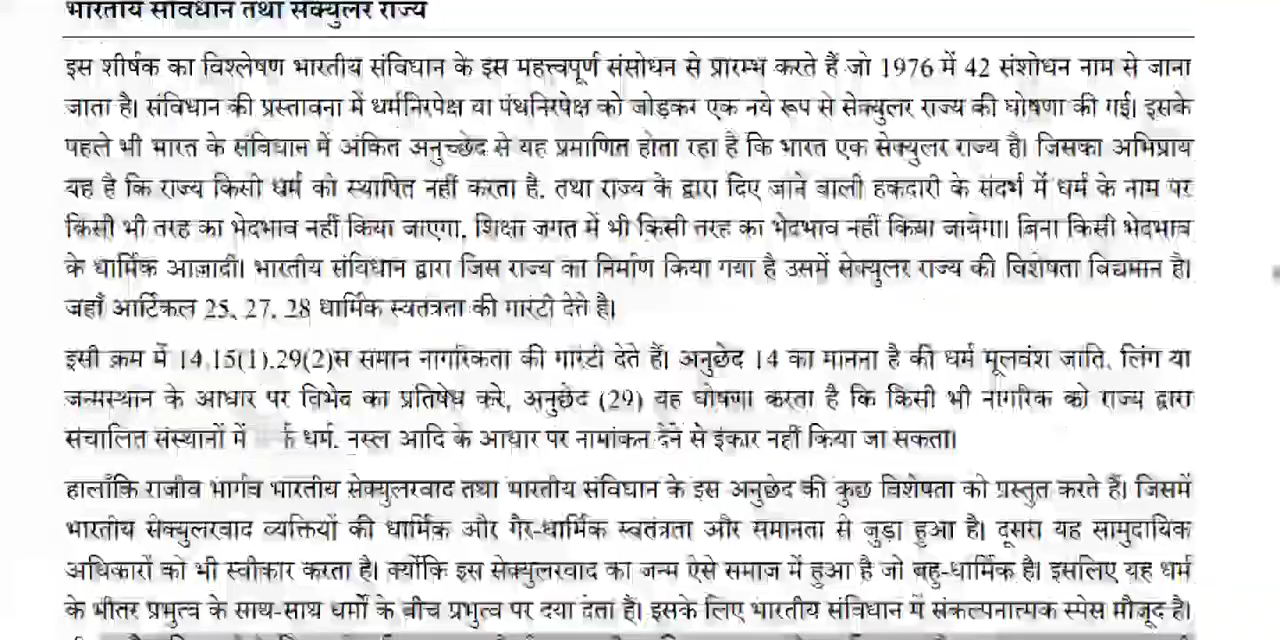 भारतीय संविधान तथा सेक्युलर राज्य
इस शीर्षक का विश्लेषण भारतीय संविधान के इस महत्त्वपूर्ण संसोधन से प्रारम्भ करते हैं जो 1976 में 42 संशोधन नाम से जाना
जाता है। संविधान की प्रस्तावना में धर्मनिरपेक्ष या पंथनिरपेक्ष को जोड़कर एक नये रूप से सेक्युलर राज्य की घोषणा की गई। इसके
पहले भी भारत के संविधान में अंकित अनुच्छेद से यह प्रमाणित होता रहा है कि भारत एक सेक्युलर राज्य है। जिसका अभिप्राय
यह है कि राज्य किसी धर्म को स्थापित नहीं करता है, तथा राज्य के द्वारा दिए जाने वाली हकदारी के संदर्भ में धर्म के नाम पर
किसी भी तरह का भेदभाव नहीं किया जाएगा, शिक्षा जगत में भी किसी तरह का भेदभाव नहीं किया जायेगा। बिना किसी भेदभाव
के धार्मिक आज़ादी। भारतीय संविधान द्वारा जिस राज्य का निर्माण किया गया है उसमें सेक्युलर राज्य की विशेषता विद्यमान है।
जहाँ आर्टिकल 25, 27, 28 धार्मिक स्वतंत्रता की गारंटी देते है।
इसी क्रम में 14,15(1),29(2)स समान नागरिकता की गारंटी देते हैं। अनुछेद 14 का मानना है की धर्म मूलवंश जाति, लिंग या
जन्मस्थान के आधार पर विभेव का प्रतिषेध करे, अनुछेद (29) यह घोषणा करता है कि किसी भी नागरिक को राज्य द्वारा
संचालित संस्थानों में धर्म, नस्ल आदि के आधार पर नामांकन देने से इंकार नहीं किया जा सकता।
हालाँकि राजीव भार्गव भारतीय सेक्युलरवाद तथा भारतीय संविधान के इस अनुछेद की कुछ विशेषता को प्रस्तुत करते हैं। जिसमें
भारतीय सेक्युलरवाद व्यक्तियों की धार्मिक और गैर-धार्मिक स्वतंत्रता और समानता से जुड़ा हुआ है। दूसरा यह सामुदायिक
अधिकारों को भी स्वीकार करता है। क्योंकि इस सेक्युलरवाद का जन्म ऐसे समाज में हुआ है जो बहु-धार्मिक है। इसलिए यह धर्म
के भीतर प्रभुत्व के साथ-साथ धर्मों के बीच प्रभुत्व पर दया देता है। इसके लिए भारतीय संविधान में संकल्पनात्मक स्पेस मौजूद है।